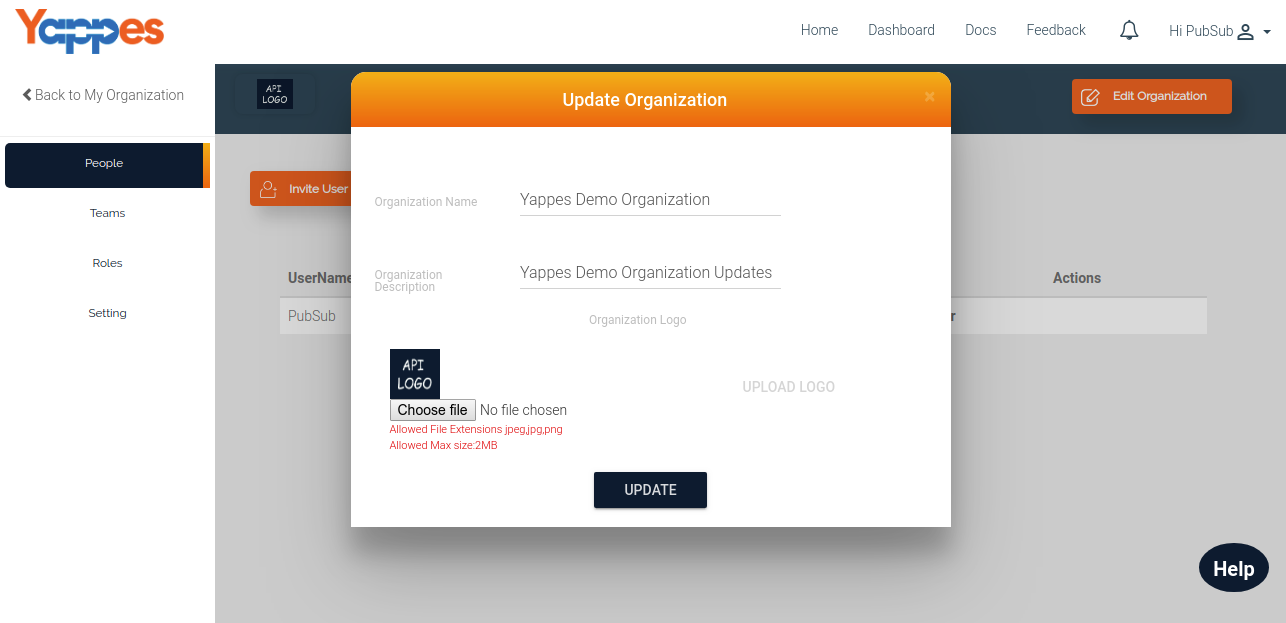 Yappes
Home Dashboard Docs Feedback Hi PubSub
Back to My Organization
API
LOGO
Update Organization ×
Edit Organization
People
Invite User
Organization Name Yappes Demo Organization
Teams
Roles
Organization
Description
Yappes Demo Organization Updates
UserName Actions
Setting
Organization Logo
PubSub r
API
LOGO
UPLOAD LOGO
Choose file No file chosen
Allowed File Extensions jpeg,jpg,png
Allowed Max size:2MB
UPDATE
Help